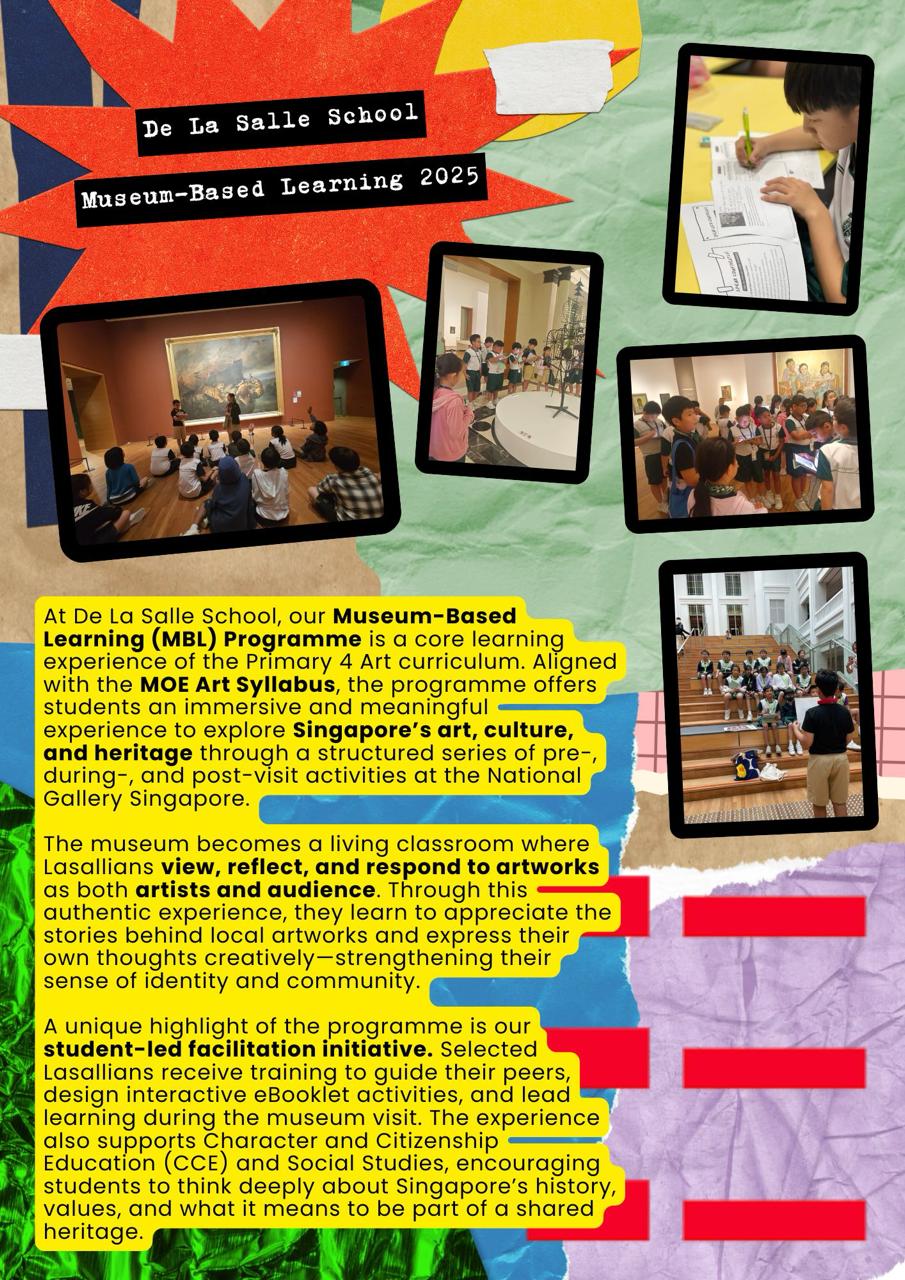 De La Salle School
Museum-Based Learning 2025
At De La Salle School, our Museum-Based
Learning (MBL) Programme is a core learning
experience of the Primary 4 Art curriculum. Aligned
with the MOE Art Syllabus, the programme offers
students an immersive and meaningful
experience to explore Singapore’s art, culture,
and heritage through a structured series of pre-,
during-, and post-visit activities at the National
Gallery Singapore.
The museum becomes a living classroom where
Lasallians view, reflect, and respond to artworks
as both artists and audience. Through this
authentic experience, they learn to appreciate the
stories behind local artworks and express their
own thoughts creatively—strengthening their
sense of identity and community.
A unique highlight of the programme is our
student-led facilitation initiative. Selected
Lasallians receive training to guide their peers,
design interactive eBooklet activities, and lead
learning during the museum visit. The experience
also supports Character and Citizenship
Education (CCE) and Social Studies, encouraging
students to think deeply about Singapore’s history,
values, and what it means to be part of a shared
heritage.